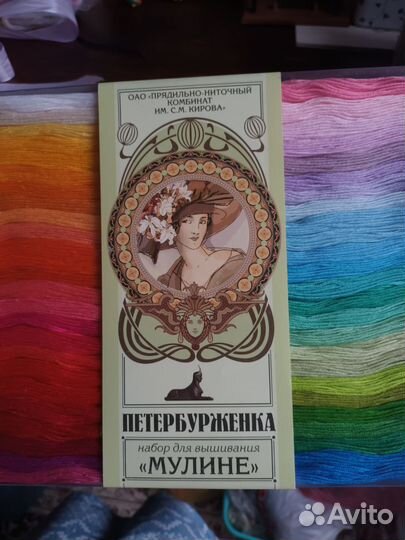 ОАО «ПРЯДИЛЬНО-НИТОЧНЫЙ
КОМБИНАТ
ИМ. С.М. КИРОВА»
ПЕТЕРБУРЖЕНКА
набор для вышивания
«МУЛИНЕ»
Avito